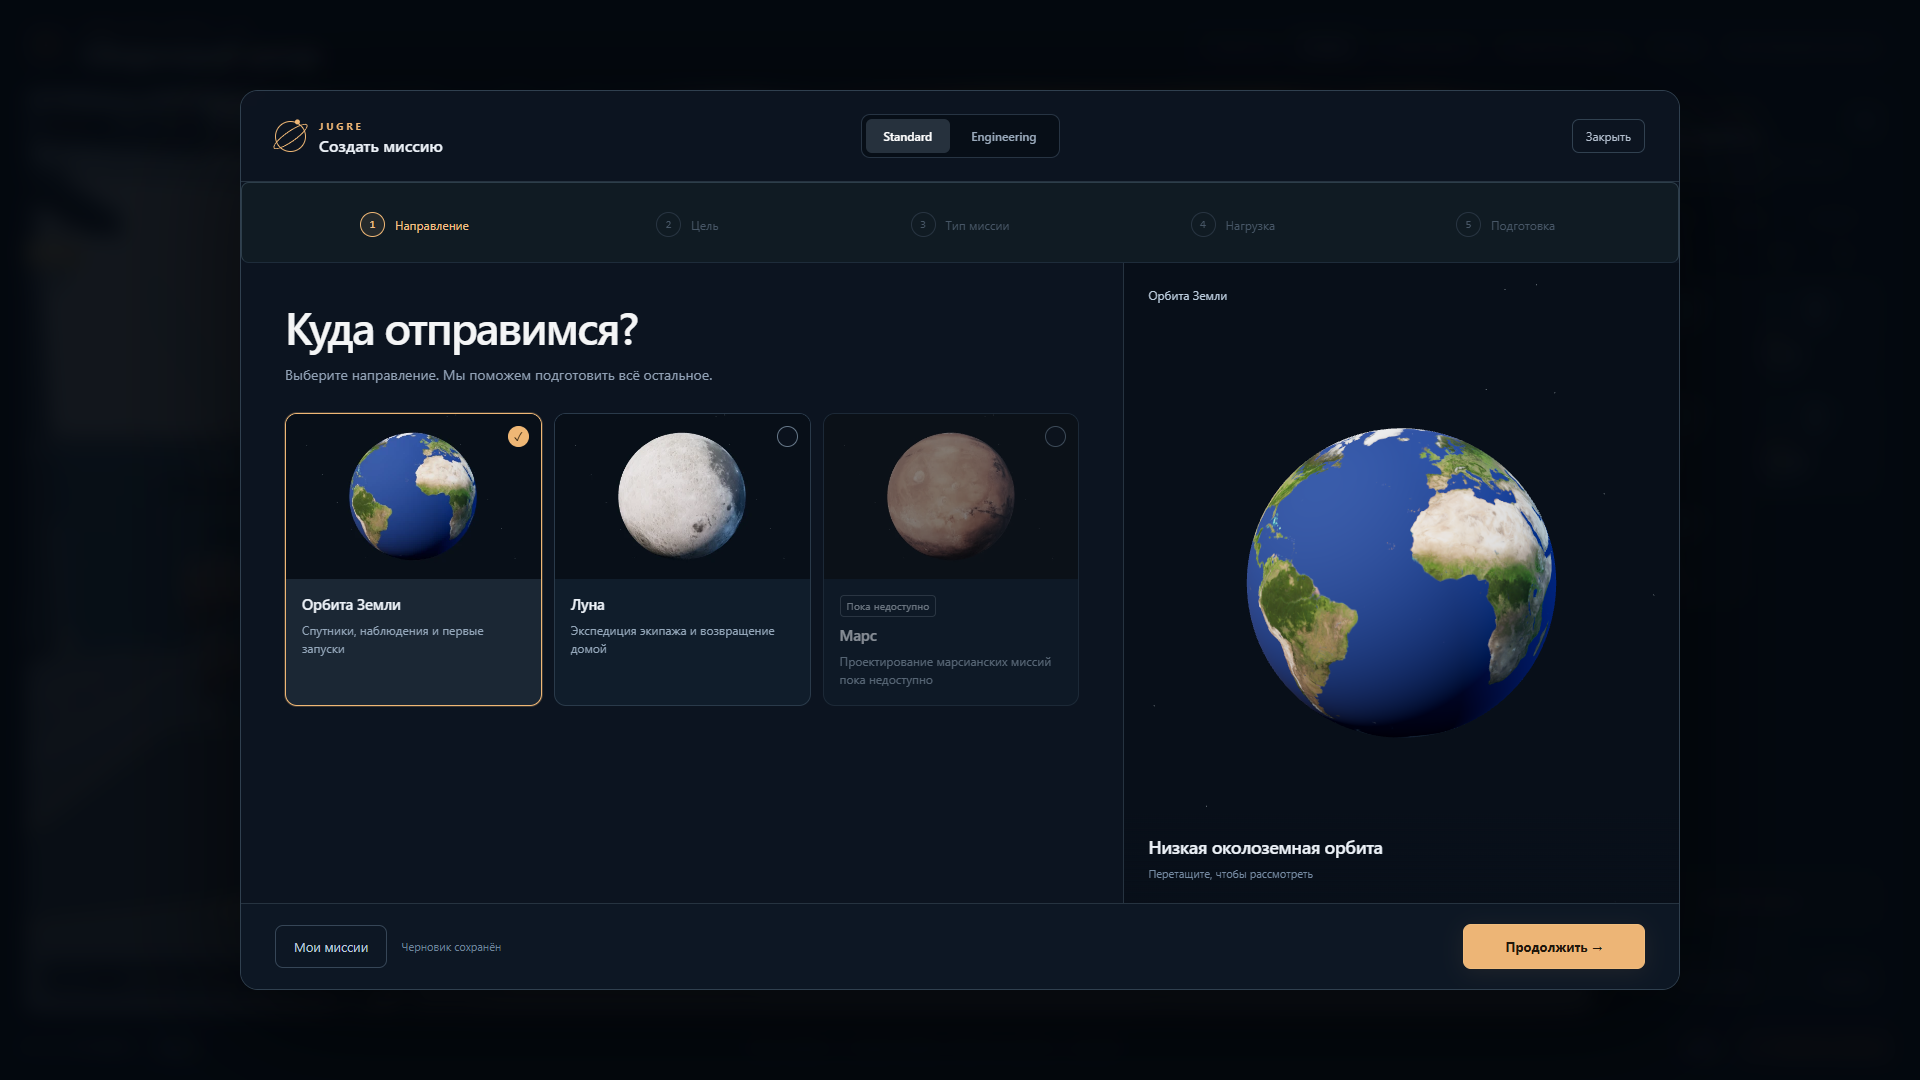 JUGRE
Создать миссию
Standard
Engineering
Закрыть
1 Направление
2 Цель
3 Тип миссии
4 Нагрузка
5 Подготовка
Куда отправимся?
Выберите направление. Мы поможем подготовить всё остальное.
Орбита Земли
Спутники, наблюдения и первые
запуски
Луна
Экспедиция экипажа и возвращение
домой
Пока недоступно
Марс
Проектирование марсианских миссий
пока недоступно
Орбита Земли
Низкая околоземная орбита
Перетащите, чтобы рассмотреть
Мои миссии
Черновик сохранён
Продолжить →